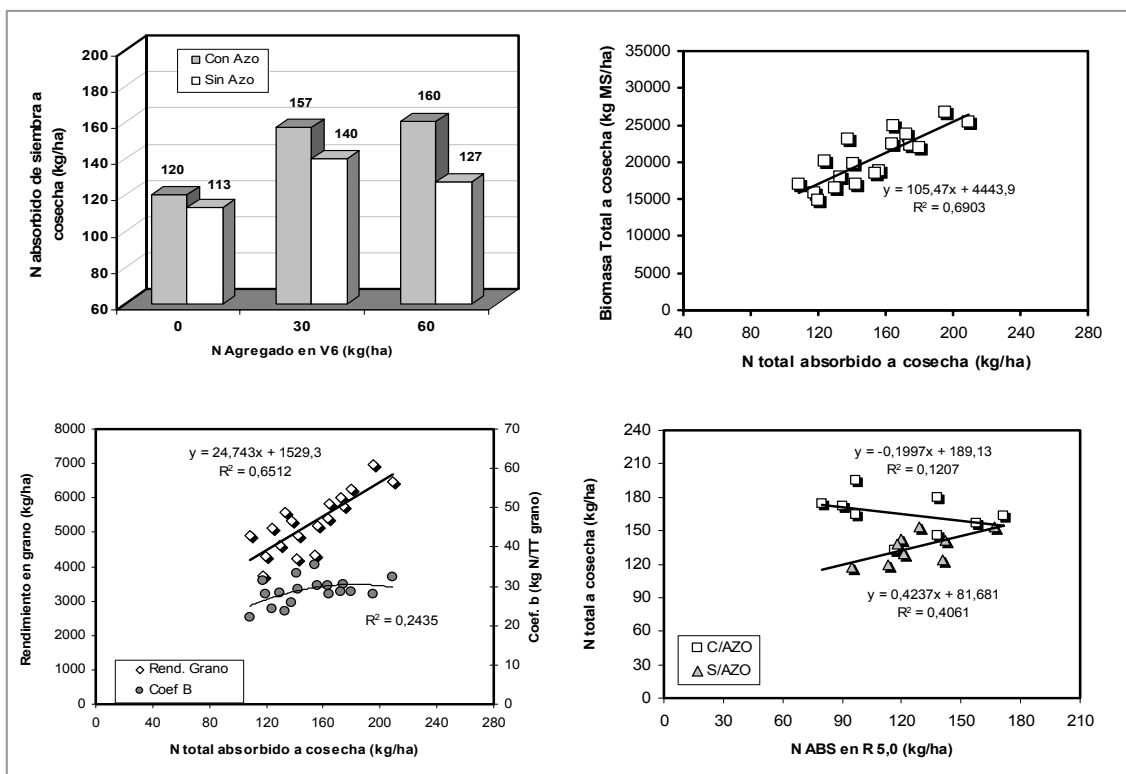 200
180
160
140
120
100
80
60
N absorbido de siembra a
cosecha (kg/ha)
Con Azo
Sin Azo
120
113
157
140
160
127
0 30 60
N Agregado en V6 (kg(ha)
35000
30000
25000
20000
15000
10000
5000
0
Biomasa Total a cosecha (kg MS/ha)
y = 105,47x + 4443,9
R² = 0,6903
40 80 120 160 200 240 280
N total absorbido a cosecha (kg/ha)
8000
7000
6000
5000
4000
3000
2000
1000
0
Rendimiento en grano (kg/ha)
y = 24,743x + 1529,3
R² = 0,6512
R² = 0,2435
Rend. Grano
Coef B
70
60
50
40
30
20
10
0
Coef. b (kg N/TT grano)
0 40 80 120 160 200 240
N total absorbido a cosecha (kg/ha)
240
210
180
150
120
90
60
30
0
N total a cosecha (kg/ha)
y = -0,1997x + 189,13
R² = 0,1207
y = 0,4237x + 81,681
R² = 0,4061
C/AZO
S/AZO
0 30 60 90 120 150 180 210
N ABS en R 5,0 (kg/ha)